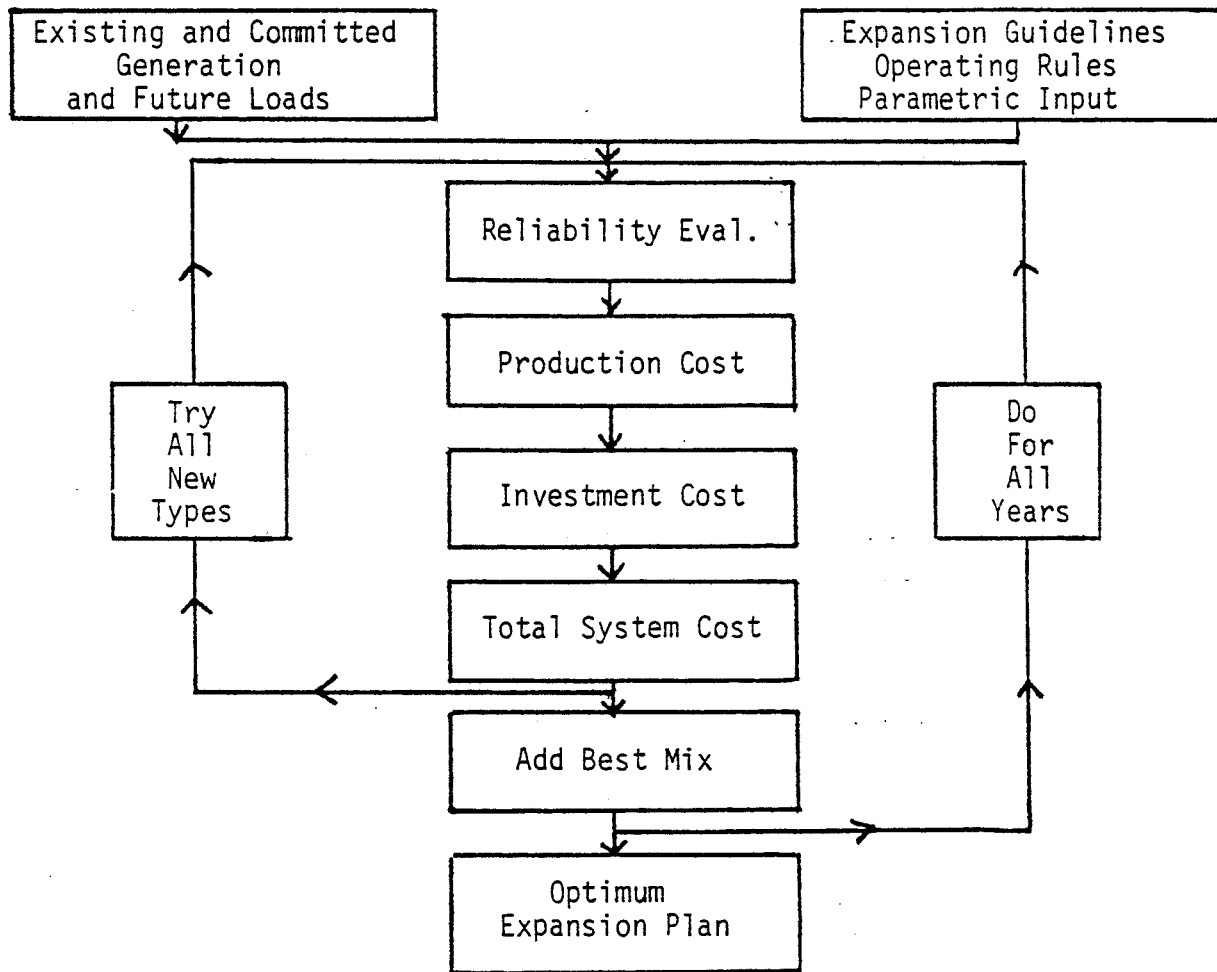 Existing and Committed
Generation
and Future Loads
Expansion Guidelines
Operating Rules
Parametric Input
Reliability Eval.
Production Cost
Try
All
New
Types
Do
For
All
Years
Investment Cost
Total System Cost
Add Best Mix
Optimum
Expansion Plan